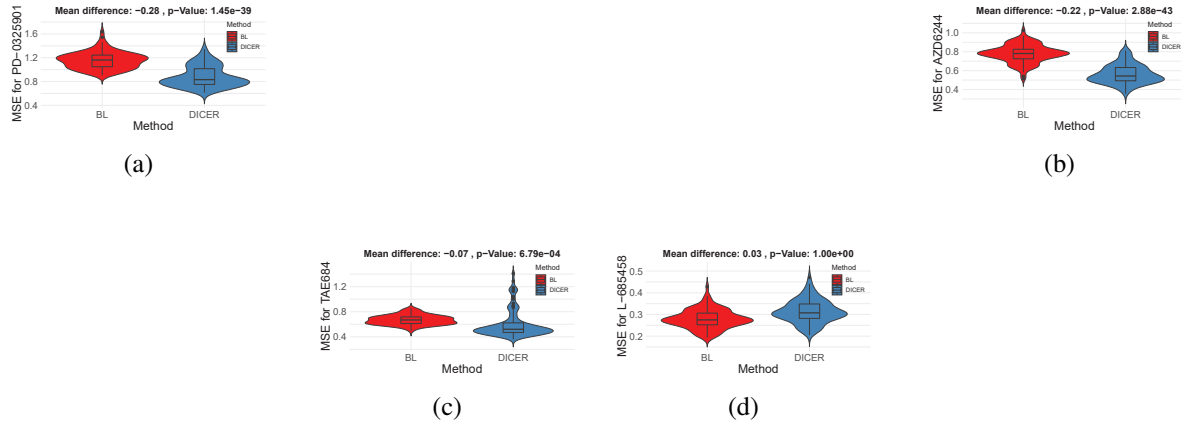 Mean difference: −0.28 , p−Value: 1.45e−39
MSE for PD−0325901
1.6
1.2
0.8
0.4
Method
BL
DICER
BL
DICER
Method
(a)
Mean difference: −0.22 , p−Value: 2.88e−43
MSE for AZD6244
1.0
0.8
0.6
0.4
Method
BL
DICER
BL
DICER
Method
(b)
Mean difference: −0.07 , p−Value: 6.79e−04
MSE for TAE684
1.2
0.8
0.4
Method
BL
DICER
BL
DICER
Method
(c)
Mean difference: 0.03 , p−Value: 1.00e+00
MSE for L−685458
0.5
0.4
0.3
0.2
Method
BL
DICER
BL
DICER
Method
(d)